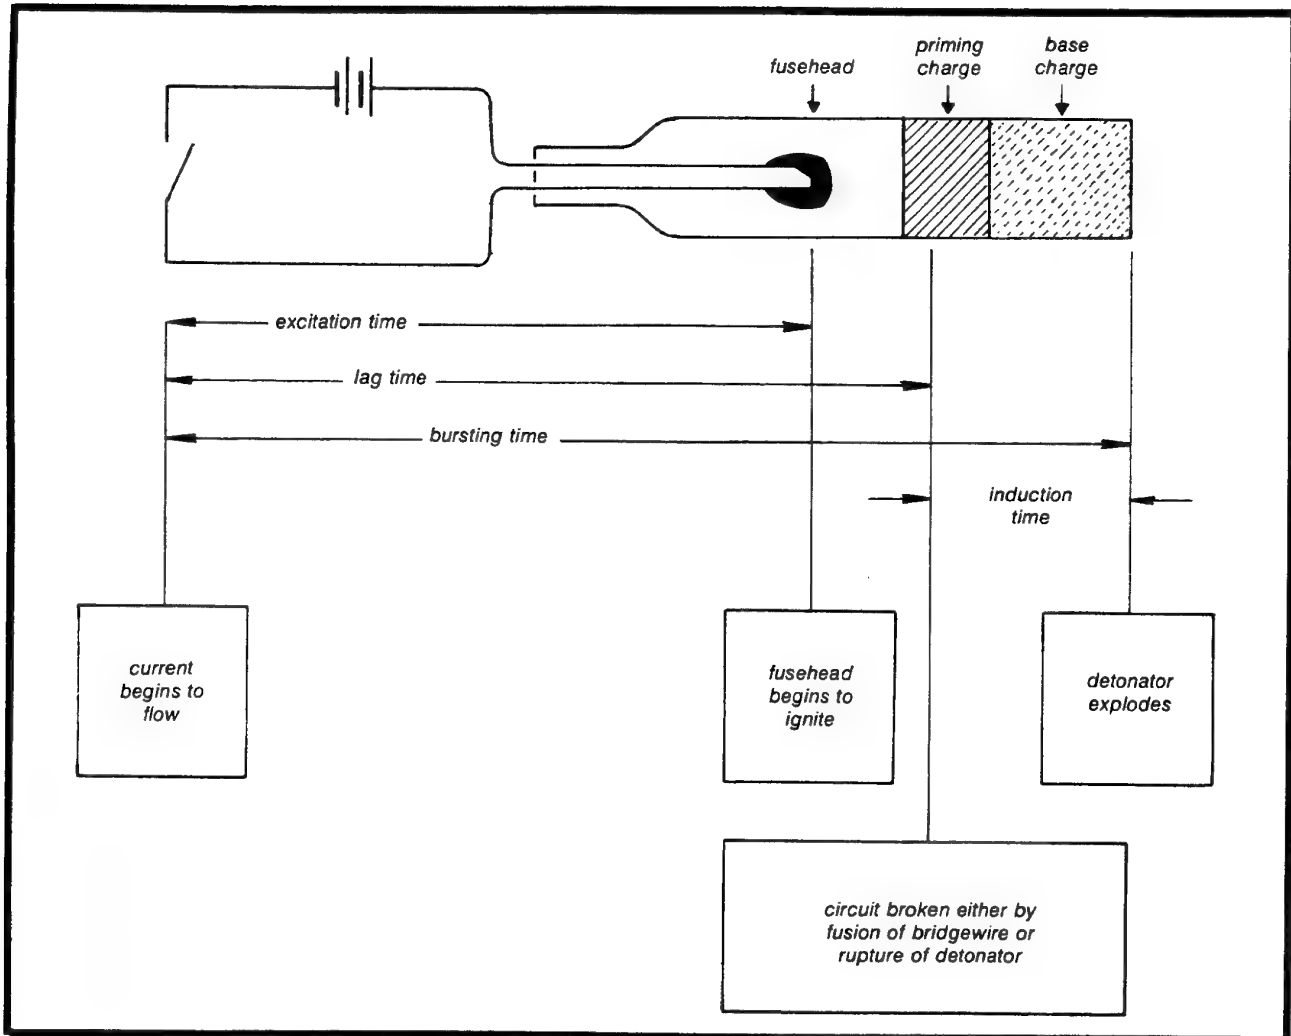 fusehead
priming
charge
base
charge
excitation time
lag time
bursting time
induction
time
current
begins to
flow
fusehead
begins to
ignite
detonator
explodes
circuit broken either by
fusion of bridgewire or
rupture of detonator